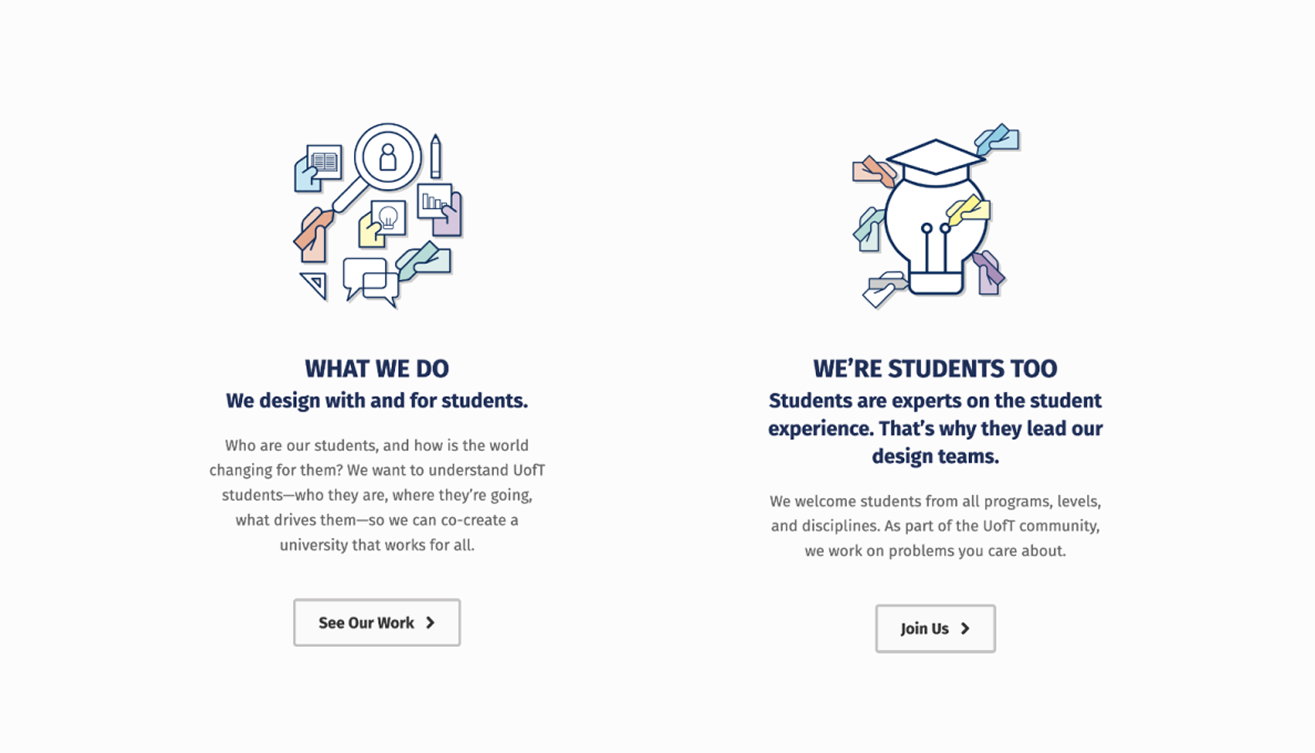 WHAT WE DO
We design with and for students.
Who are our students, and how is the world
changing for them? We want to understand UofT
students—who they are, where they’re going,
what drives them—so we can co-create a
university that works for all.
See Our Work
WE’RE STUDENTS TOO
Students are experts on the student
experience. That’s why they lead our
design teams.
We welcome students from all programs, levels,
and disciplines. As part of the UofT community,
we work on problems you care about.
Join Us